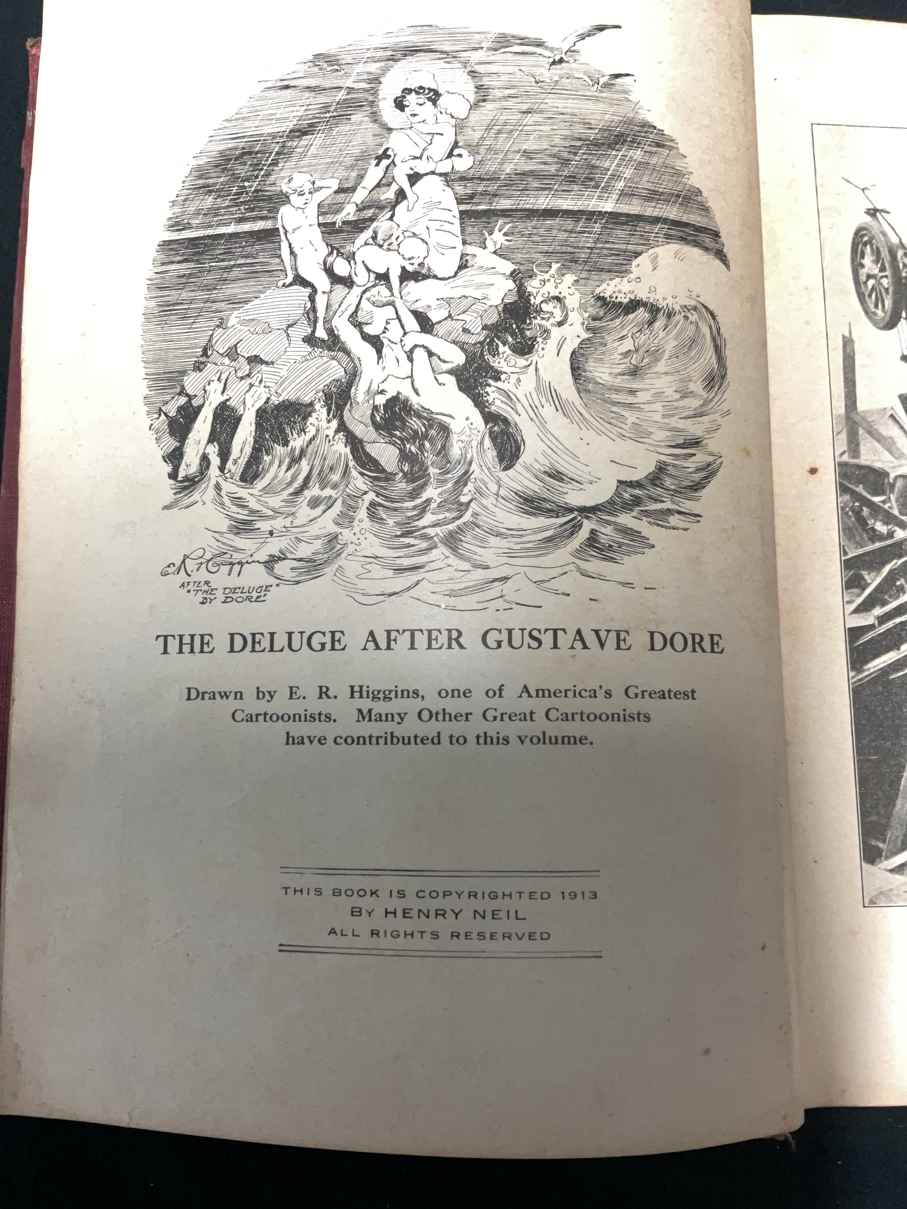 E. R. Higgins
AFTER
"THE DELUGE"
BY DORE"
THE DELUGE AFTER GUSTAVE DORE
Drawn by E. R. Higgins, one of America's Greatest
Cartoonists. Many Other Great Cartoonists
have contributed to this volume.
THIS BOOK IS COPYRIGHTED 1913
BY HENRY NEIL
ALL RIGHTS RESERVED